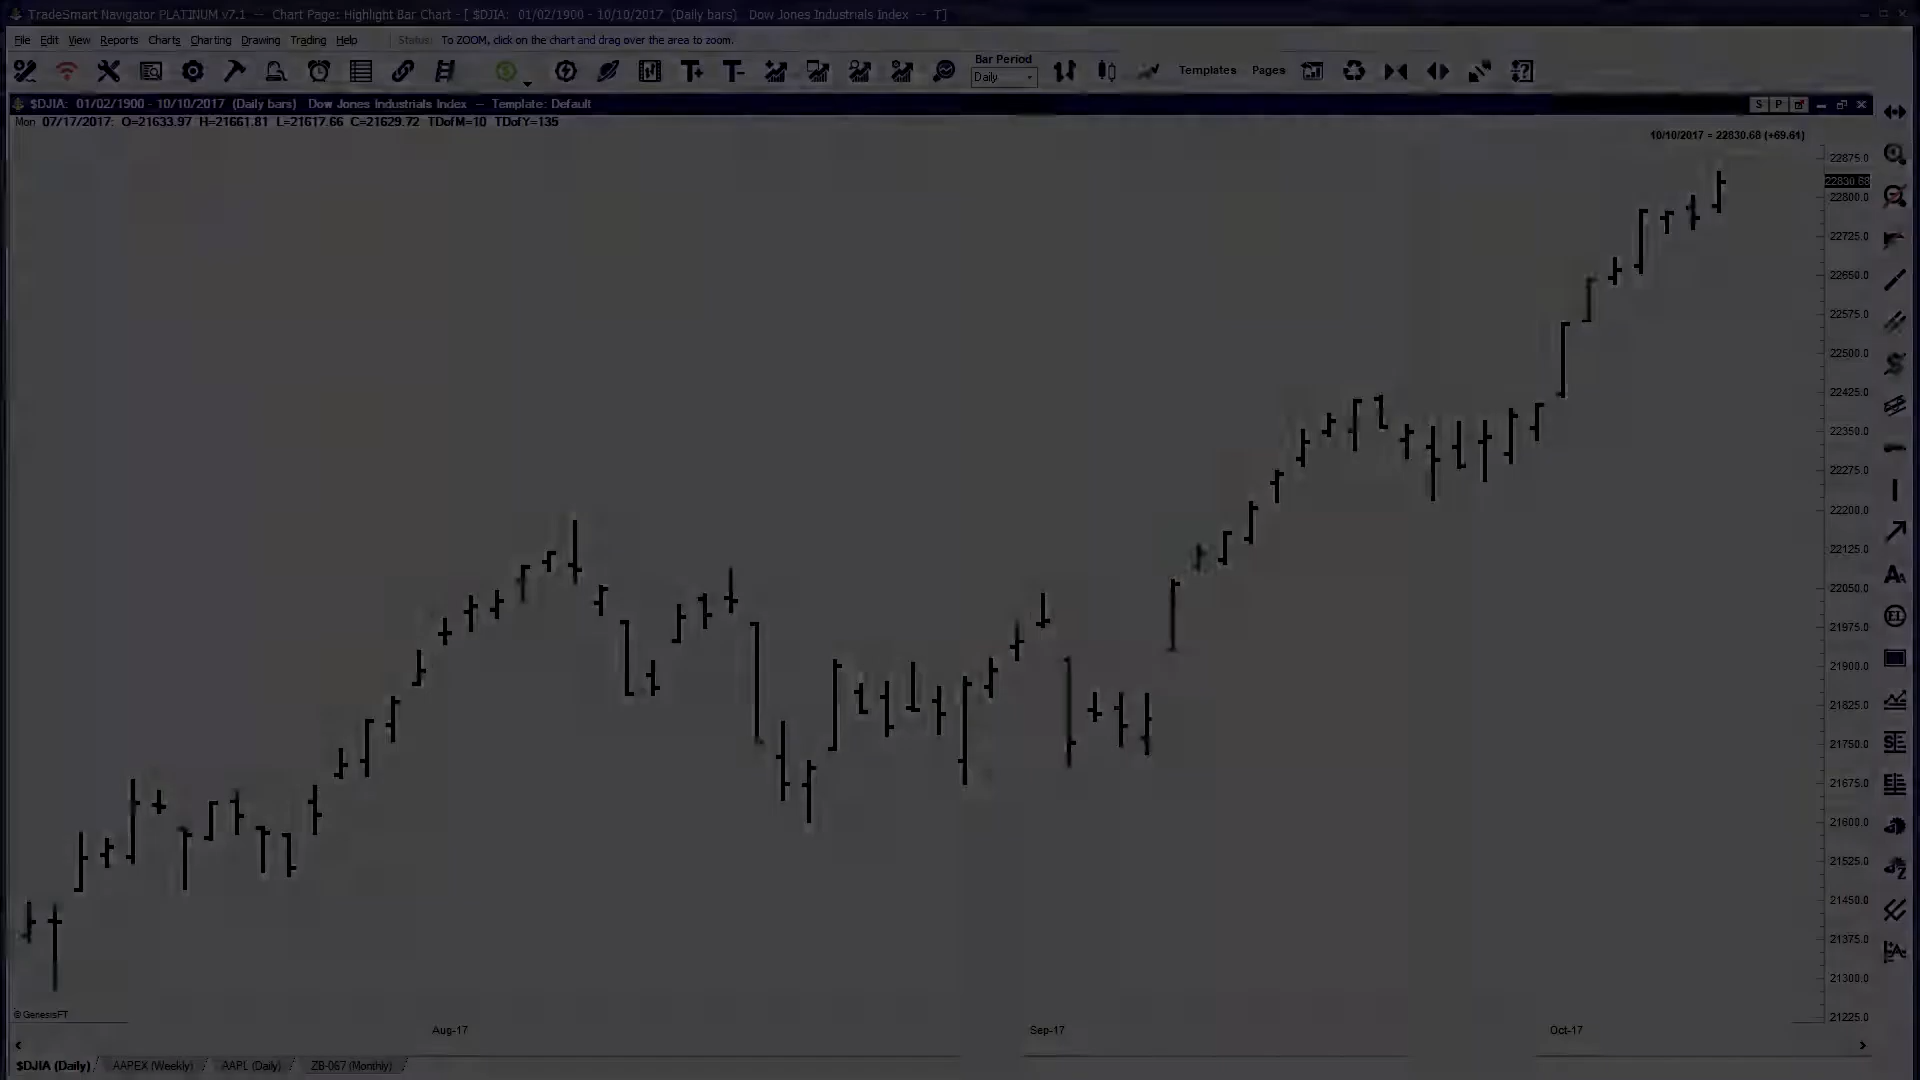 TradeSmart Navigator PLATINUM v7.1 -- Chart Page: Highlight Bar Chart - [ $DJIA: 01/02/1900 - 10/10/2017 (Daily bars) Dow Jones Industrials Index -- T]
File Edit View Reports Charts Charting Drawing Trading Help Status: To ZOOM, click on the chart and drag over the area to zoom.
Bar Period
Daily
Templates Pages
$DJIA: 01/02/1900 - 10/10/2017 (Daily bars) Dow Jones Industrials Index -- Template: Default
S P
Mon 07/17/2017: O=21633.97 H=21661.81 L=21617.66 C=21629.72 TDofM=10 TDofY=135
10/10/2017 = 22830.68 (+69.61)
22875.0
22830.68
22800.0
22725.0
22650.0
22575.0
22500.0
22425.0
22350.0
22275.0
22200.0
22125.0
22050.0
21975.0
21900.0
21825.0
21750.0
21675.0
21600.0
21525.0
21450.0
21375.0
21300.0
21225.0
© GenesisFT
Aug-17 Sep-17 Oct-17
$DJIA (Daily) AAPEX (Weekly) AAPL (Daily) ZB-067 (Monthly)